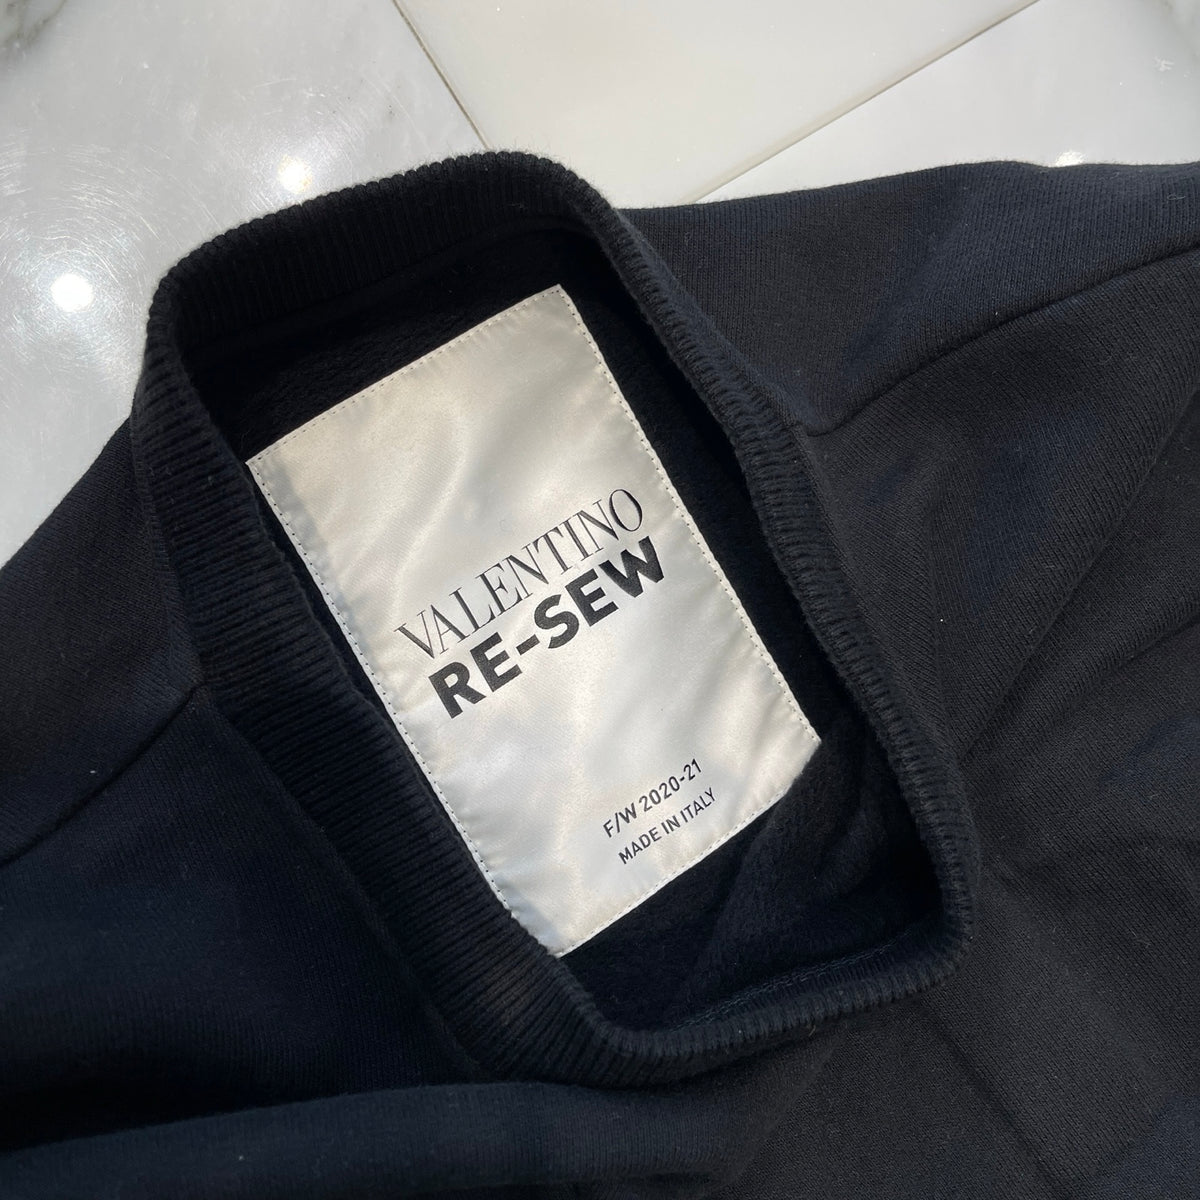 VALENTINO
RE-SEW
F/W 2020-21
MADE IN ITALY